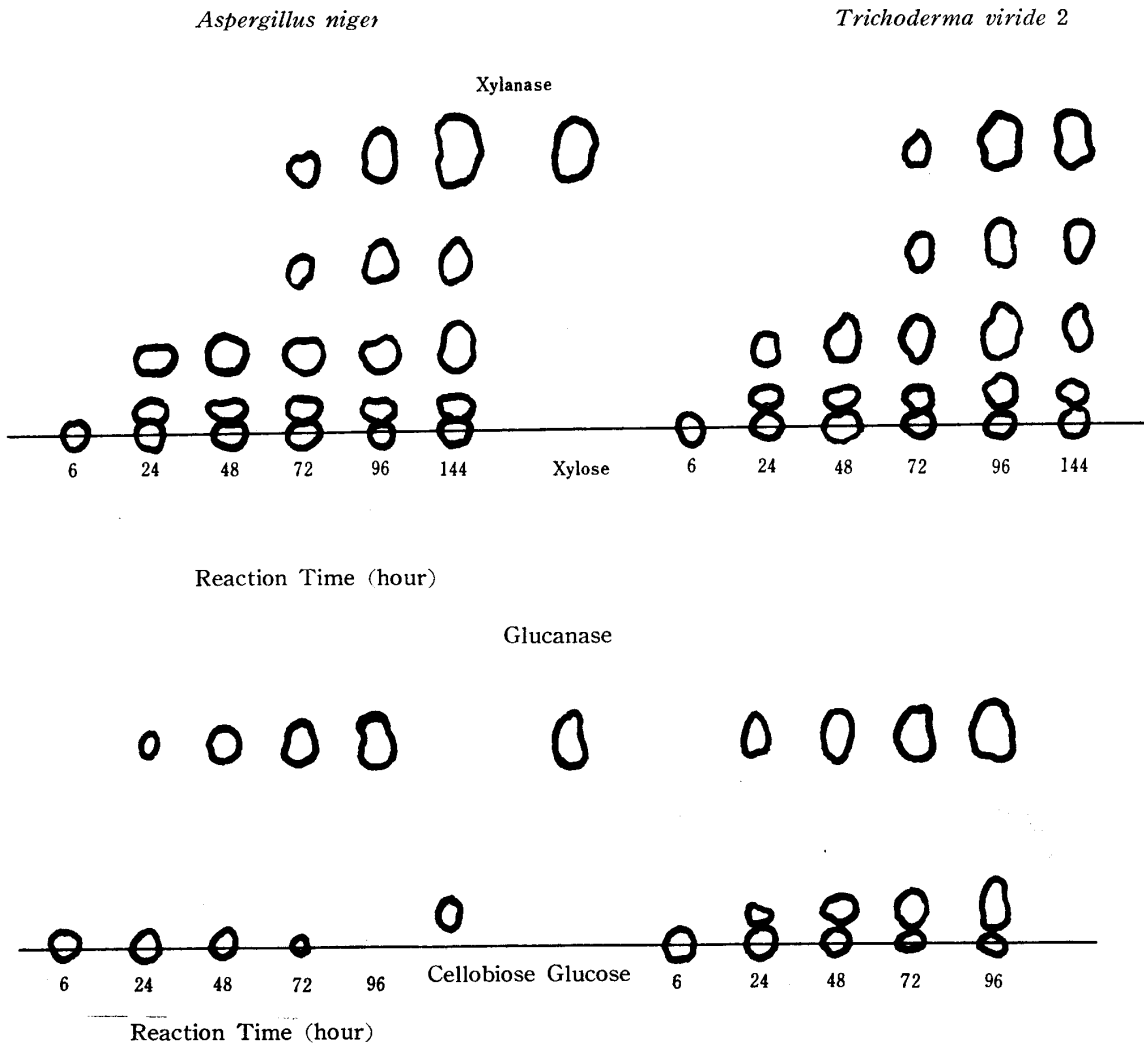 Aspergillus niger Trichoderma viride 2
Xylanase
6 24 48 72 96 144 Xylose 6 24 48 72 96 144
Reaction Time (hour)
Glucanase
6 24 48 72 96 Cellobiose Glucose 6 24 48 72 96
Reaction Time (hour)